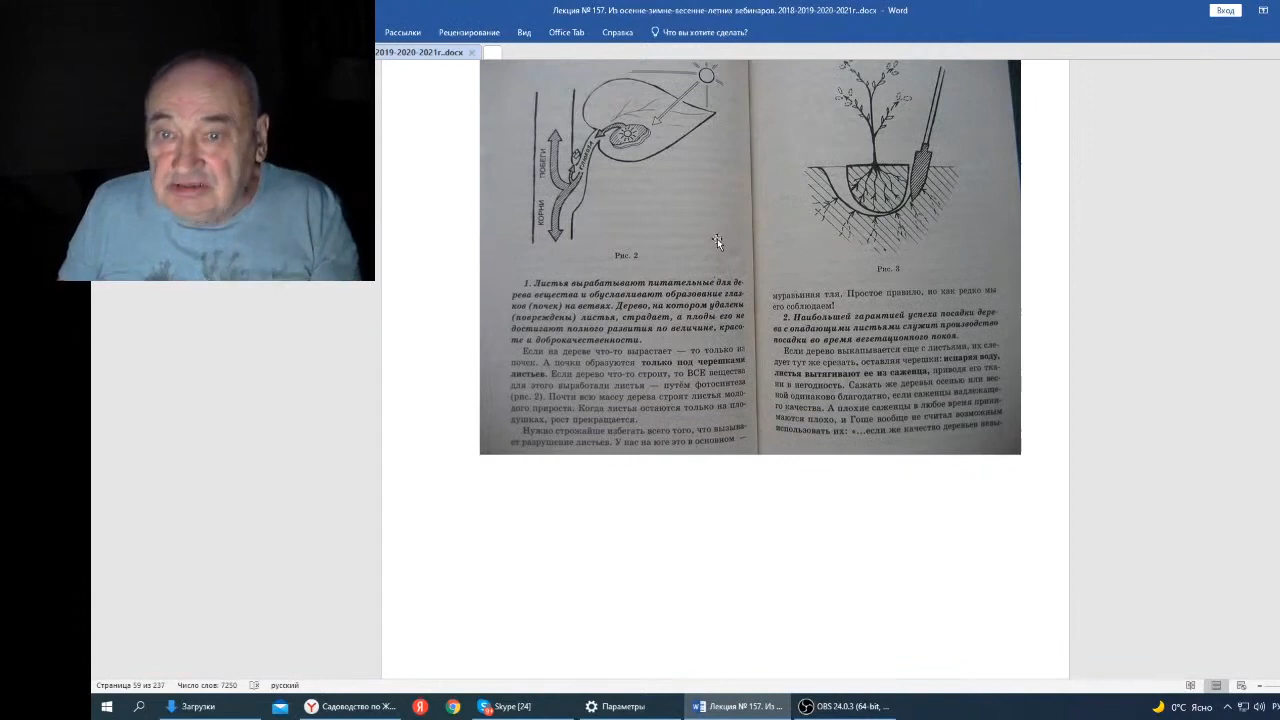 Лекция № 157. Из осенне-зимне-весенне-летних вебинаров. 2018-2019-2020-2021г..docx - Word
Вход
Рассылки Рецензирование Вид Office Tab Справка Что вы хотите сделать?
2019-2020-2021г..docx
ПОБЕГИ
КОРНИ
Рис. 2
1. Листья вырабатывают питательные для де-
рева вещества и обуславливают образование глаз-
ков (почек) на ветвях. Дерево, на котором удалены
(повреждены) листья, страдает, а плоды его не
достигают полного развития по величине, красо-
те и доброкачественности.
Если на дереве что-то вырастает — то только из
почек. А почки образуются только под черешками
листьев. Если дерево что-то строит, то ВСЕ вещества
для этого выработали листья — путём фотосинтеза
(рис. 2). Почти всю массу дерева строят листья моло-
дого прироста. Когда листья остаются только на пло-
душках, рост прекращается.
Нужно строжайше избегать всего того, что вызыва-
ет разрушение листьев. У нас на юге это в основном —
Рис. 3
муравьиная тля. Простое правило, но как редко мы
его соблюдаем!
2. Наибольшей гарантией успеха посадки дере-
ва с опадающими листьями служит производство
посадки во время вегетационного покоя.
Если дерево выкапывается еще с листьями, их сле-
дует тут же срезать, оставляя черешки: испаряя воду,
листья вытягивают ее из саженца, приводя его тка-
ни в негодность. Сажать же деревья осенью или вес-
ной одинаково благодатно, если саженцы надлежаще-
го качества. А плохие саженцы в любое время прини-
маются плохо, и Гоше вообще не считал возможным
использовать их: «...если же качество деревьев невы-
Страница 59 из 237 Число слов: 7250 русский
Загрузки Садоводство по Ж... Skype [24] Параметры Лекция № 157. Из ... OBS 24.0.3 (64-bit, ... 0°C Ясно